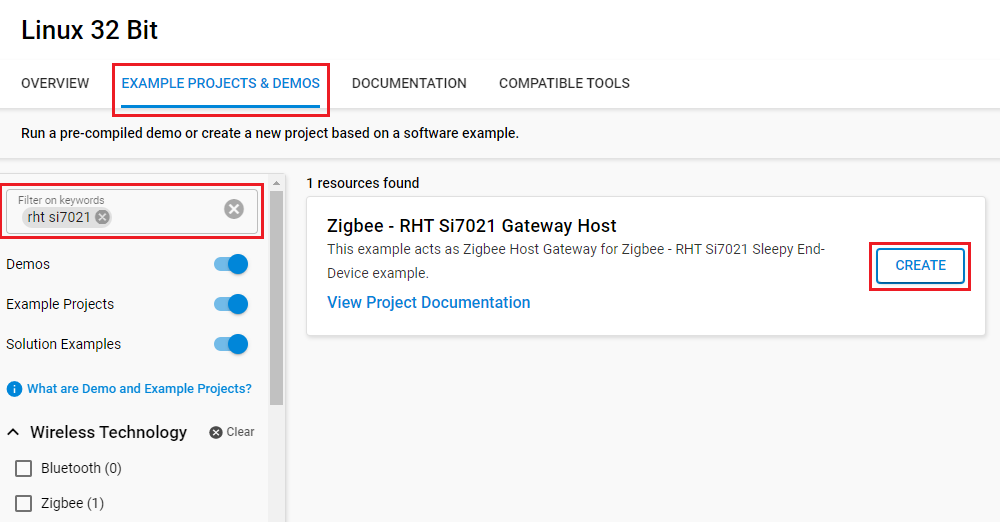 Linux 32 Bit
OVERVIEW
EXAMPLE PROJECTS & DEMOS
DOCUMENTATION
COMPATIBLE TOOLS
Run a pre-compiled demo or create a new project based on a software example.
Filter on keywords
rht si7021
Demos
Example Projects
Solution Examples
What are Demo and Example Projects?
Wireless Technology
Clear
Bluetooth (0)
Zigbee (1)
1 resources found
Zigbee - RHT Si7021 Gateway Host
This example acts as Zigbee Host Gateway for Zigbee - RHT Si7021 Sleepy End-
Device example.
View Project Documentation
CREATE